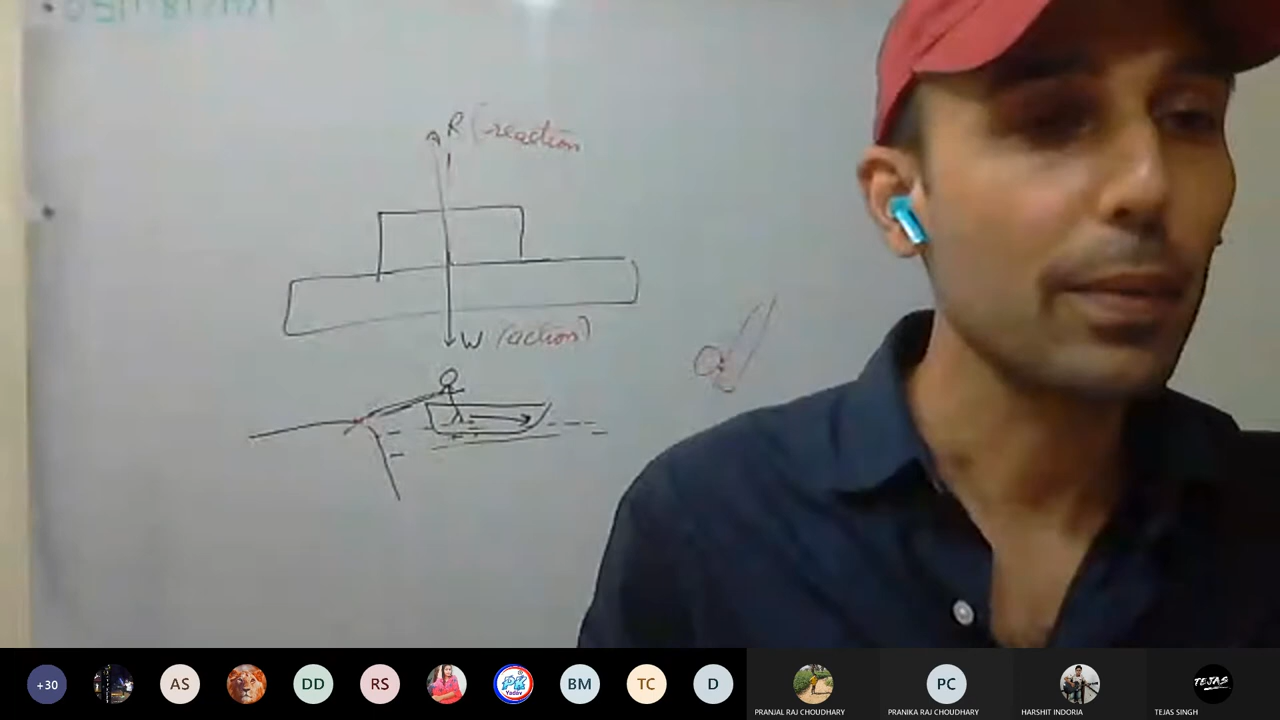 R (-reaction
W (action)
+30
AS
DD
RS
Yadav
BM
TC
D
PC
TEJAS
PRANJAL RAJ CHOUDHARY
PRANIKA RAJ CHOUDHARY
HARSHIT INDORIA
TEJAS SINGH